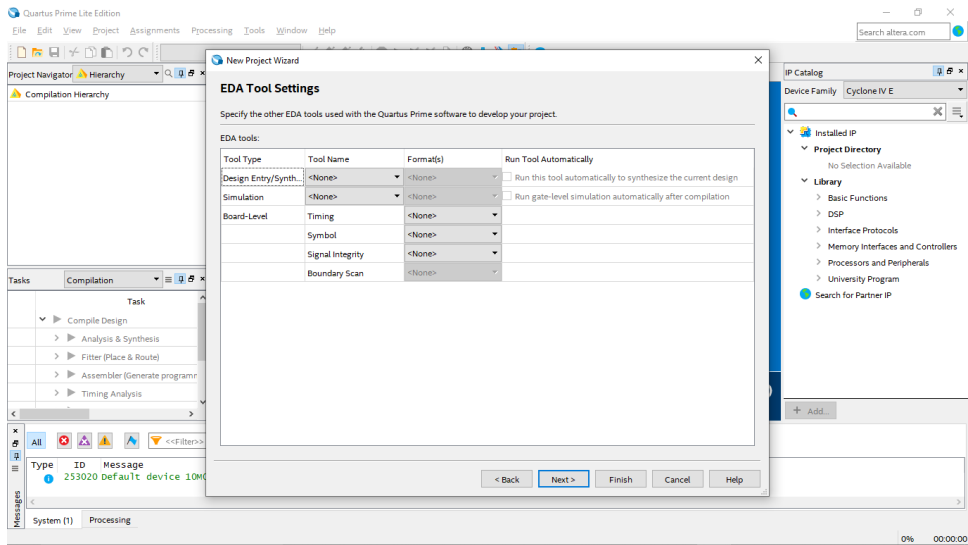 Quartus Prime Lite Edition
File Edit View Project Assignments Processing Tools Window Help
Search altera.com
Project Navigator Hierarchy
Compilation Hierarchy
New Project Wizard
EDA Tool Settings
Specify the other EDA tools used with the Quartus Prime software to develop your project.
EDA tools:
Tool Type Tool Name Format(s) Run Tool Automatically
Design Entry/Synth... <None> <None> Run this tool automatically to synthesize the current design
Simulation <None> <None> Run gate-level simulation automatically after compilation
Board-Level Timing <None>
Symbol <None>
Signal Integrity <None>
Boundary Scan <None>
< Back Next > Finish Cancel Help
IP Catalog
Device Family Cyclone IV E
Installed IP
Project Directory
No Selection Available
Library
Basic Functions
DSP
Interface Protocols
Memory Interfaces and Controllers
Processors and Peripherals
University Program
Search for Partner IP
+ Add...
Tasks Compilation
Task
Compile Design
Analysis & Synthesis
Fitter (Place & Route)
Assembler (Generate programr
Timing Analysis
All <<Filter>>
Type ID Message
253020 Default device 10M
Messages
System (1) Processing
0% 00:00:00